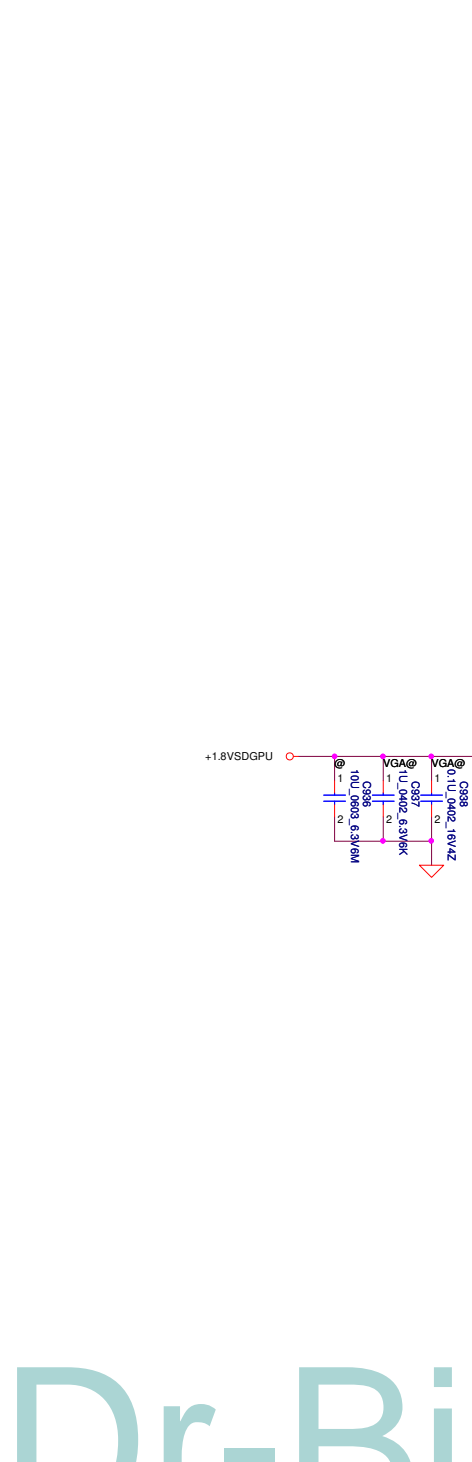 +1.8VSDGPU
@
VGA@
VGA@
1
1
1
C936
10U_0603_6.3V6M
C937
1U_0402_6.3V6K
C938
0.1U_0402_16V4Z
2
2
2
Dr-Bi